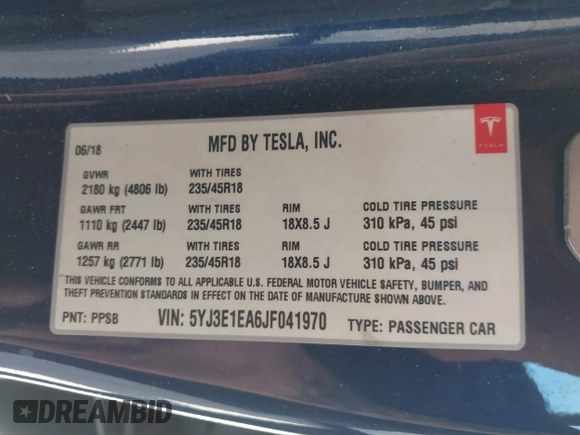 06/18 MFD BY TESLA, INC.
TESLA
GVWR WITH TIRES
2180 kg (4806 lb) 235/45R18
GAWR FRT WITH TIRES RIM COLD TIRE PRESSURE
1110 kg (2447 lb) 235/45R18 18X8.5 J 310 kPa, 45 psi
GAWR RR WITH TIRES RIM COLD TIRE PRESSURE
1257 kg (2771 lb) 235/45R18 18X8.5 J 310 kPa, 45 psi
THIS VEHICLE CONFORMS TO ALL APPLICABLE U.S. FEDERAL MOTOR VEHICLE SAFETY, BUMPER, AND
THEFT PREVENTION STANDARDS IN EFFECT ON THE DATE OF MANUFACTURE SHOWN ABOVE.
PNT: PPSB VIN: 5YJ3E1EA6JF041970 TYPE: PASSENGER CAR
DREAMBID